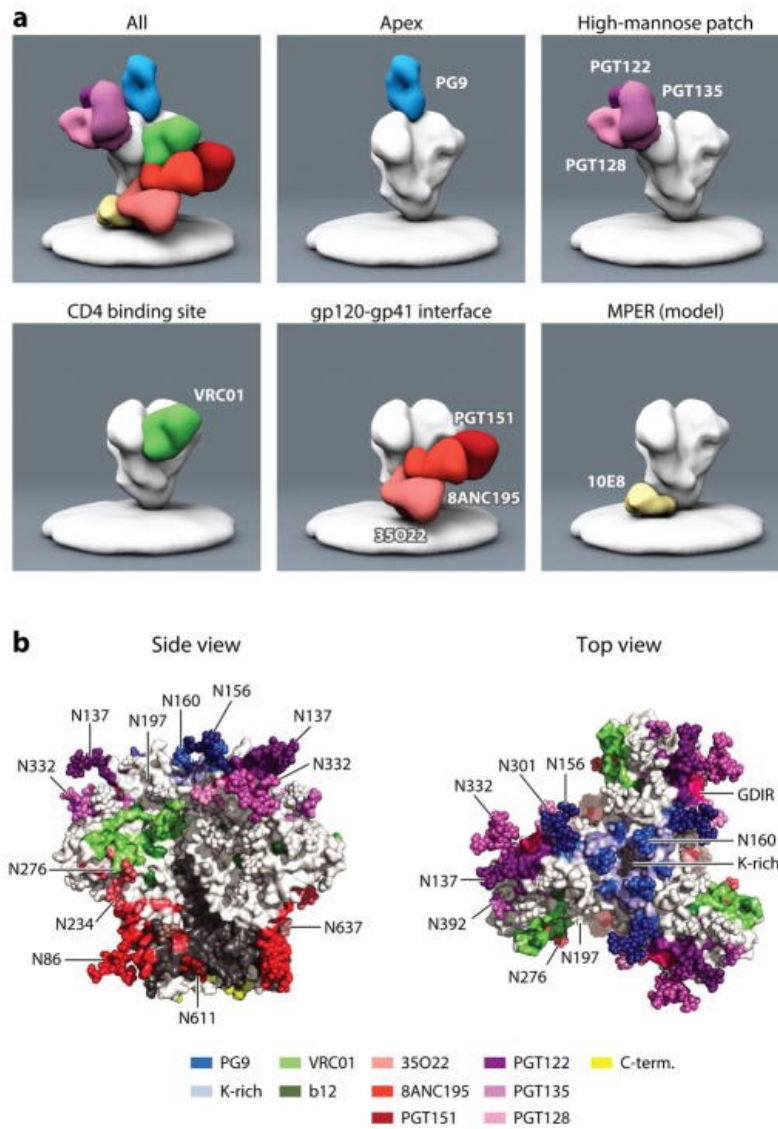 a
All
Apex
High-mannose patch
PG9
PGT122
PGT135
PGT128
CD4 binding site
gp120-gp41 interface
MPER (model)
VRC01
PGT151
8ANC195
35O22
10E8
b
Side view
Top view
N137
N197
N160
N156
N137
N332
N332
N276
N234
N86
N637
N611
N301
N156
N332
GDIR
N160
K-rich
N137
N392
N276
N197
PG9
VRC01
35O22
PGT122
C-term.
K-rich
b12
8ANC195
PGT135
PGT151
PGT128